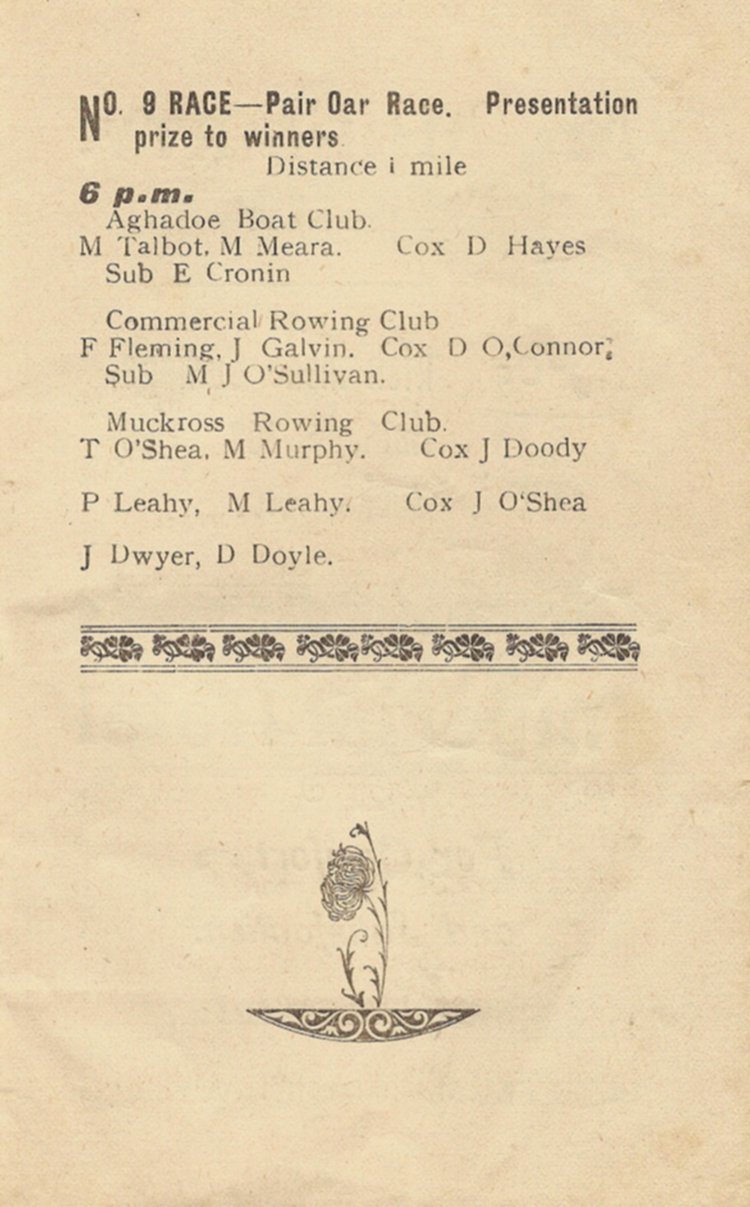 NO. 9 RACE—Pair Oar Race. Presentation
prize to winners.
Distance 1 mile
6 p.m.
Aghadoe Boat Club.
M Talbot, M Meara. Cox D Hayes
Sub E Cronin
Commercial Rowing Club
F Fleming, J Galvin. Cox D O,Connor,
Sub M J O'Sullivan.
Muckross Rowing Club.
T O'Shea, M Murphy. Cox J Doody
P Leahy, M Leahy. Cox J O'Shea
J Dwyer, D Doyle.